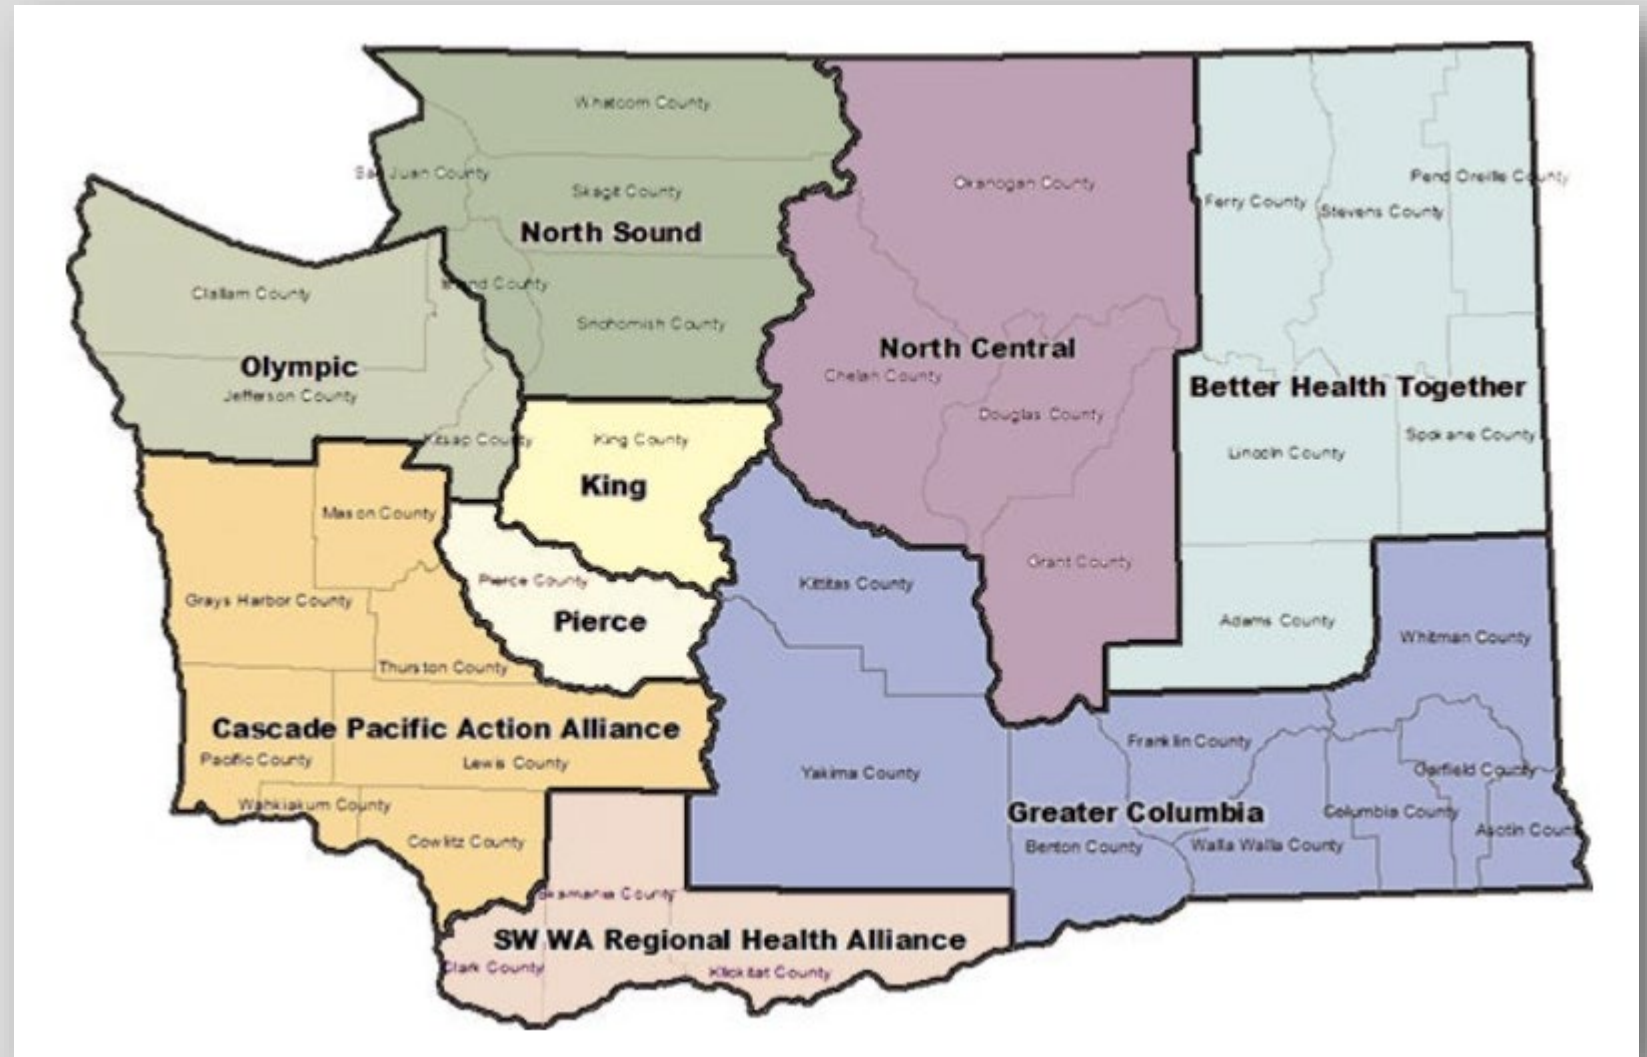 Whatcom County
San Juan County
Skagit County
North Sound
Island County
Snohomish County
Clallam County
Olympic
Jefferson County
Kitsap County
King County
King
Okanogan County
North Central
Chelan County
Douglas County
Grant County
Ferry County
Stevens County
Pend Oreille County
Better Health Together
Lincoln County
Spokane County
Adams County
Mason County
Grays Harbor County
Thurston County
Cascade Pacific Action Alliance
Pacific County
Lewis County
Wahkiakum County
Cowlitz County
Pierce County
Pierce
Kittitas County
Yakima County
Whitman County
Franklin County
Greater Columbia
Benton County
Walla Walla County
Columbia County
Garfield County
Asotin Coun
Skamania County
SW WA Regional Health Alliance
Clark County
Klickitat County